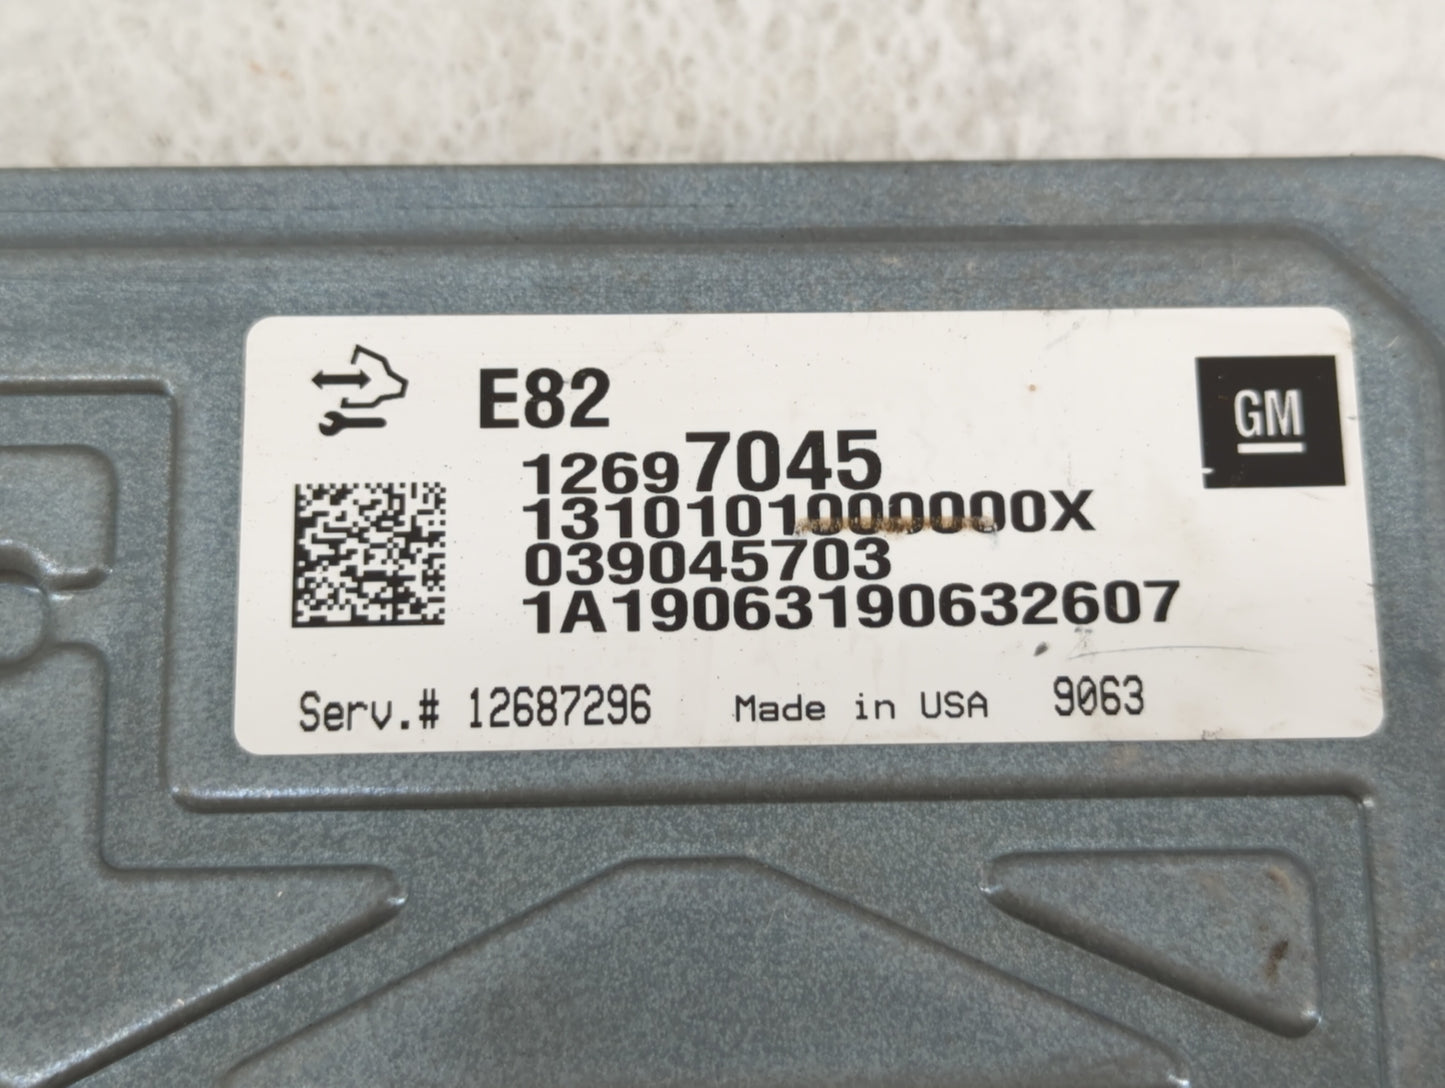 E82
GM
12697045
1310101000000X
039045703
1A19063190632607
Serv.# 12687296 Made in USA 9063